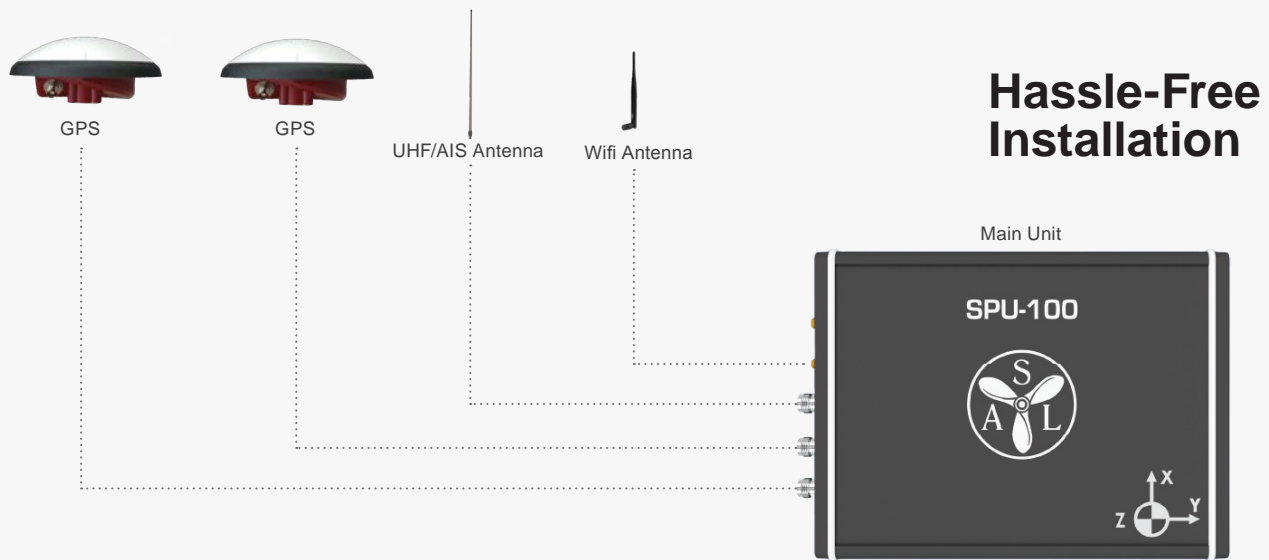 Hassle-Free
Installation
GPS
GPS
UHF/AIS Antenna
Wifi Antenna
Main Unit
SPU-100
S
A L
X
Z Y